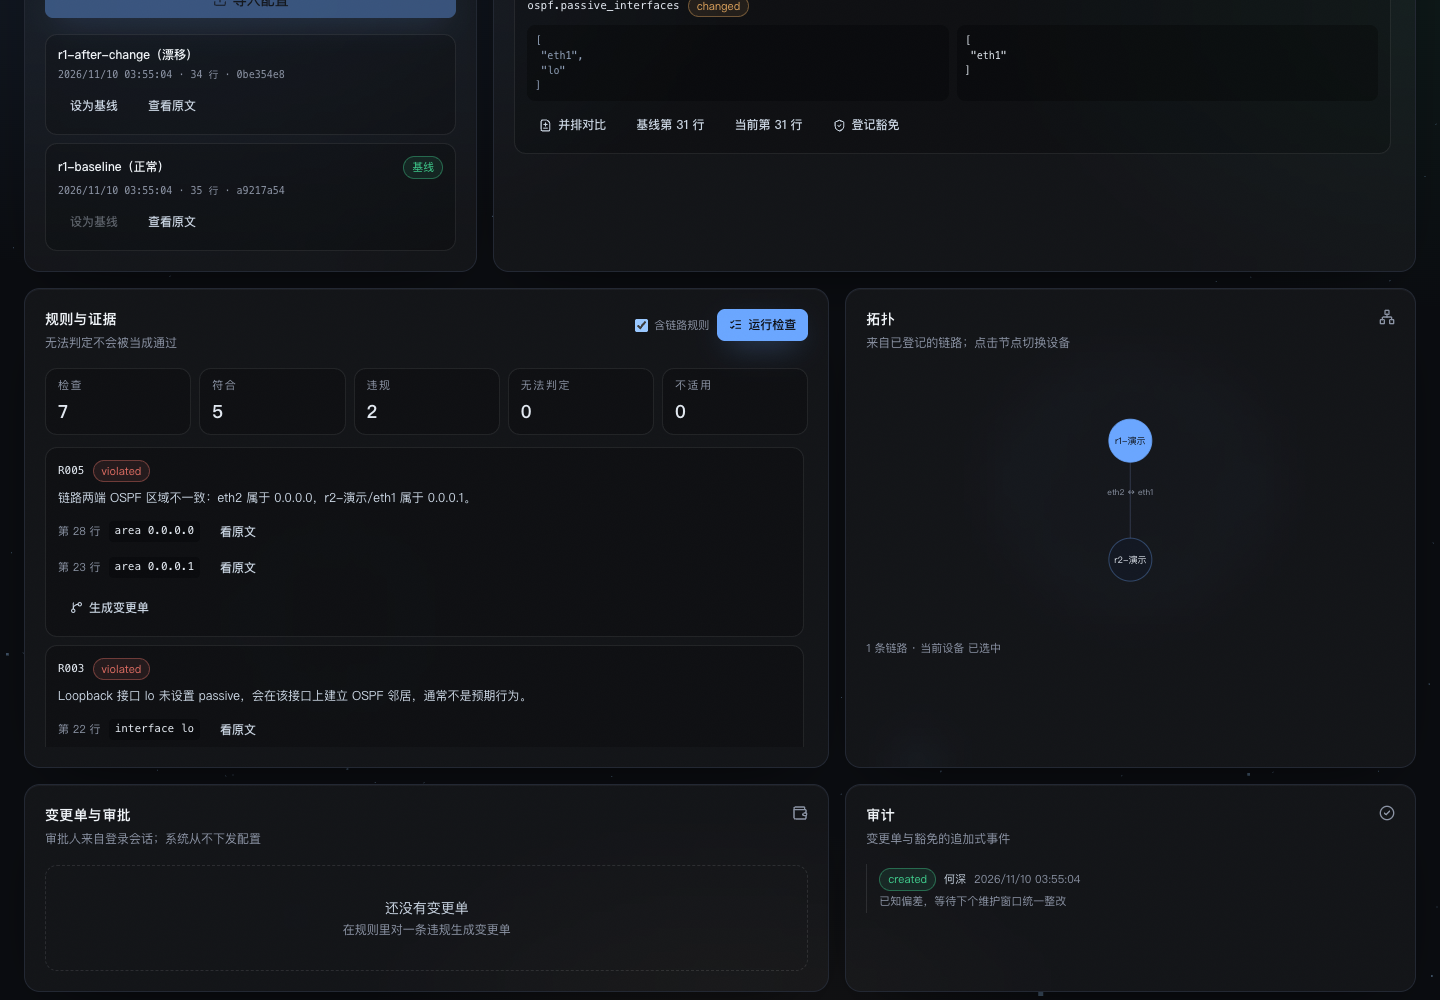 导入配置
r1-after-change（漂移）
2026/11/10 03:55:04 · 34 行 · 0be354e8
设为基线 查看原文
r1-baseline（正常） 基线
2026/11/10 03:55:04 · 35 行 · a9217a54
设为基线 查看原文
ospf.passive_interfaces changed
[
"eth1",
"lo"
]
[
"eth1"
]
并排对比 基线第 31 行 当前第 31 行 登记豁免
规则与证据
无法判定不会被当成通过
含链路规则 运行检查
检查 符合 违规 无法判定 不适用
7 5 2 0 0
R005 violated
链路两端 OSPF 区域不一致：eth2 属于 0.0.0.0，r2-演示/eth1 属于 0.0.0.1。
第 28 行 area 0.0.0.0 看原文
第 23 行 area 0.0.0.1 看原文
生成变更单
R003 violated
Loopback 接口 lo 未设置 passive，会在该接口上建立 OSPF 邻居，通常不是预期行为。
第 22 行 interface lo 看原文
拓扑
来自已登记的链路；点击节点切换设备
r1-演示
eth2 ⇔ eth1
r2-演示
1 条链路 · 当前设备 已选中
变更单与审批
审批人来自登录会话；系统从不下发配置
还没有变更单
在规则里对一条违规生成变更单
审计
变更单与豁免的追加式事件
created 何深 2026/11/10 03:55:04
已知偏差，等待下个维护窗口统一整改